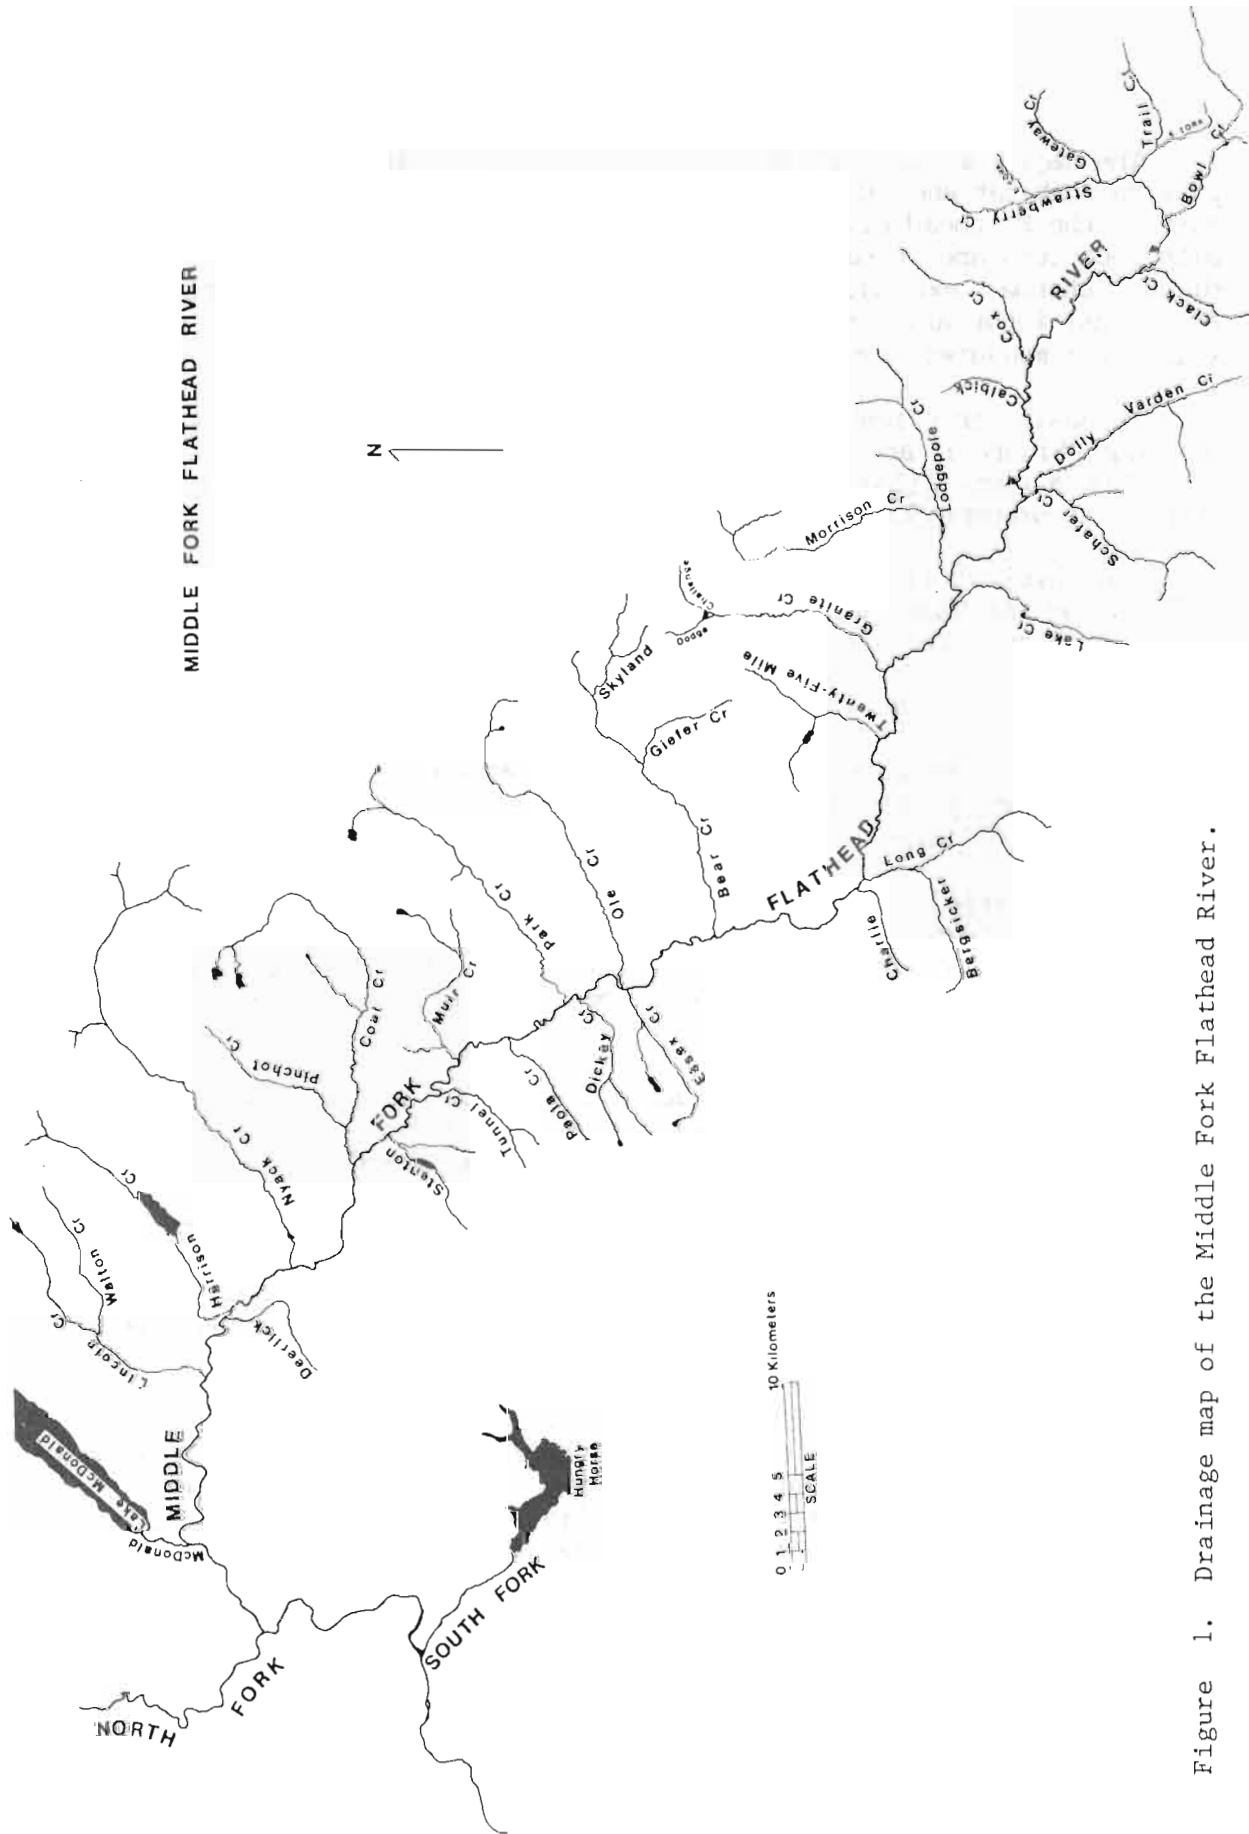 MIDDLE FORK FLATHEAD RIVER
N
NORTH
FORK
SOUTH FORK
Hungry
Horse
McDonald
Lake McDonald
MIDDLE
Lincoln Cr
Walton Cr
Harrison Cr
Deerlick
Nyack Cr
Pinchot Cr
Coal Cr
FORK
Stanton
Tunnel Cr
Muir Cr
Paola Cr
Dickey Cr
Park Cr
Essex Cr
Ole Cr
Bear Cr
Giefer Cr
Skyland
FLATHEAD
Charlie
Bergsicker
Long Cr
Twenty-Five Mile
Granite Cr
Dodge
Challenge
Morrison Cr
Lodgepole Cr
Lake Cr
Schafer Cr
Dolly Varden Cr
Calbick
Cox Cr
RIVER
Clack Cr
Bowl Cr
Strawberry Cr
Gateway Cr
Trail Cr
0 1 2 3 4 5 10 Kilometers
SCALE
Figure 1. Drainage map of the Middle Fork Flathead River.